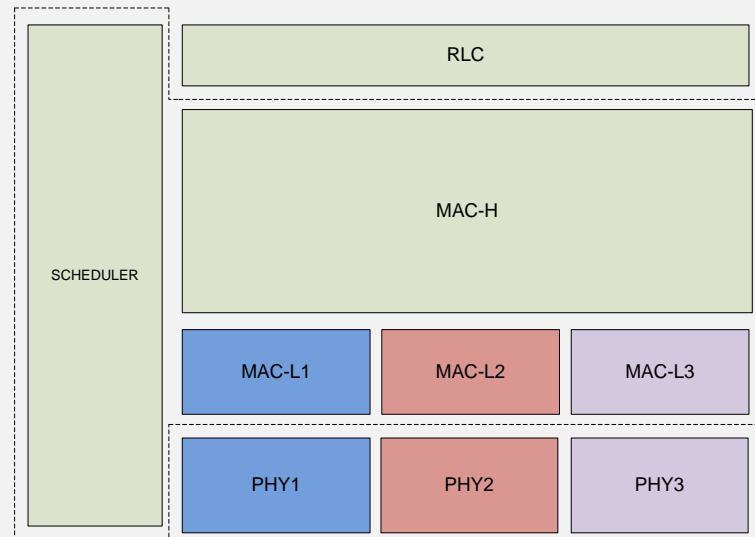 RLC
MAC-H
SCHEDULER
MAC-L1
MAC-L2
MAC-L3
PHY1
PHY2
PHY3